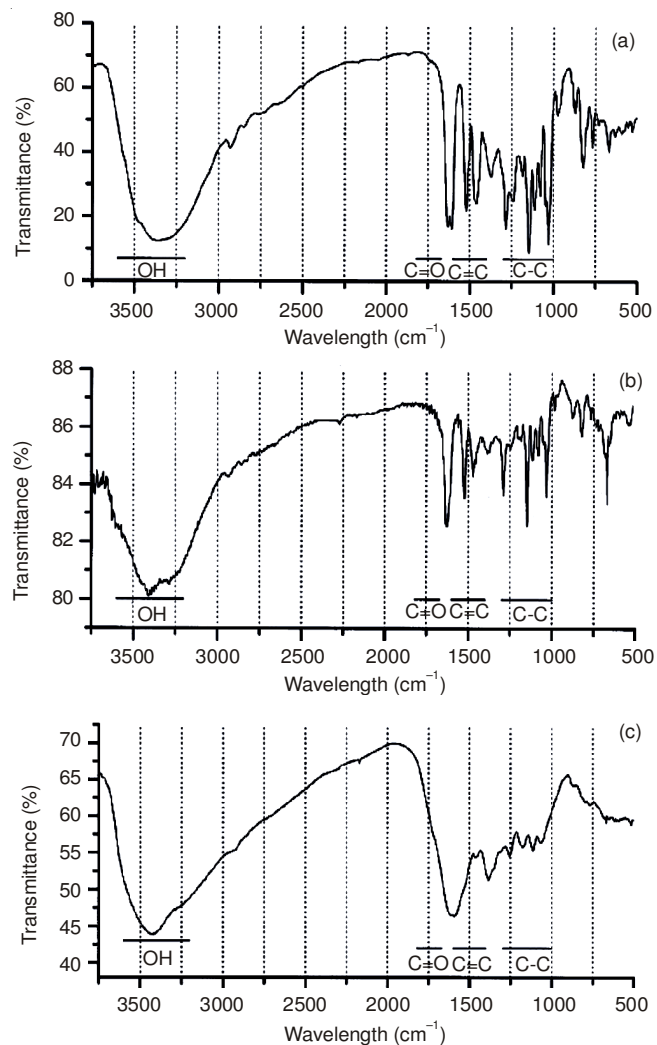 (a)
80
60
40
20
0
Transmittance (%)
OH
C=O
C=C
C-C
3500 3000 2500 2000 1500 1000 500
Wavelength (cm⁻¹)
(b)
88
86
84
82
80
Transmittance (%)
OH
C=O
C=C
C-C
3500 3000 2500 2000 1500 1000 500
Wavelength (cm⁻¹)
(c)
70
65
60
55
50
45
40
Transmittance (%)
OH
C=O
C=C
C-C
3500 3000 2500 2000 1500 1000 500
Wavelength (cm⁻¹)